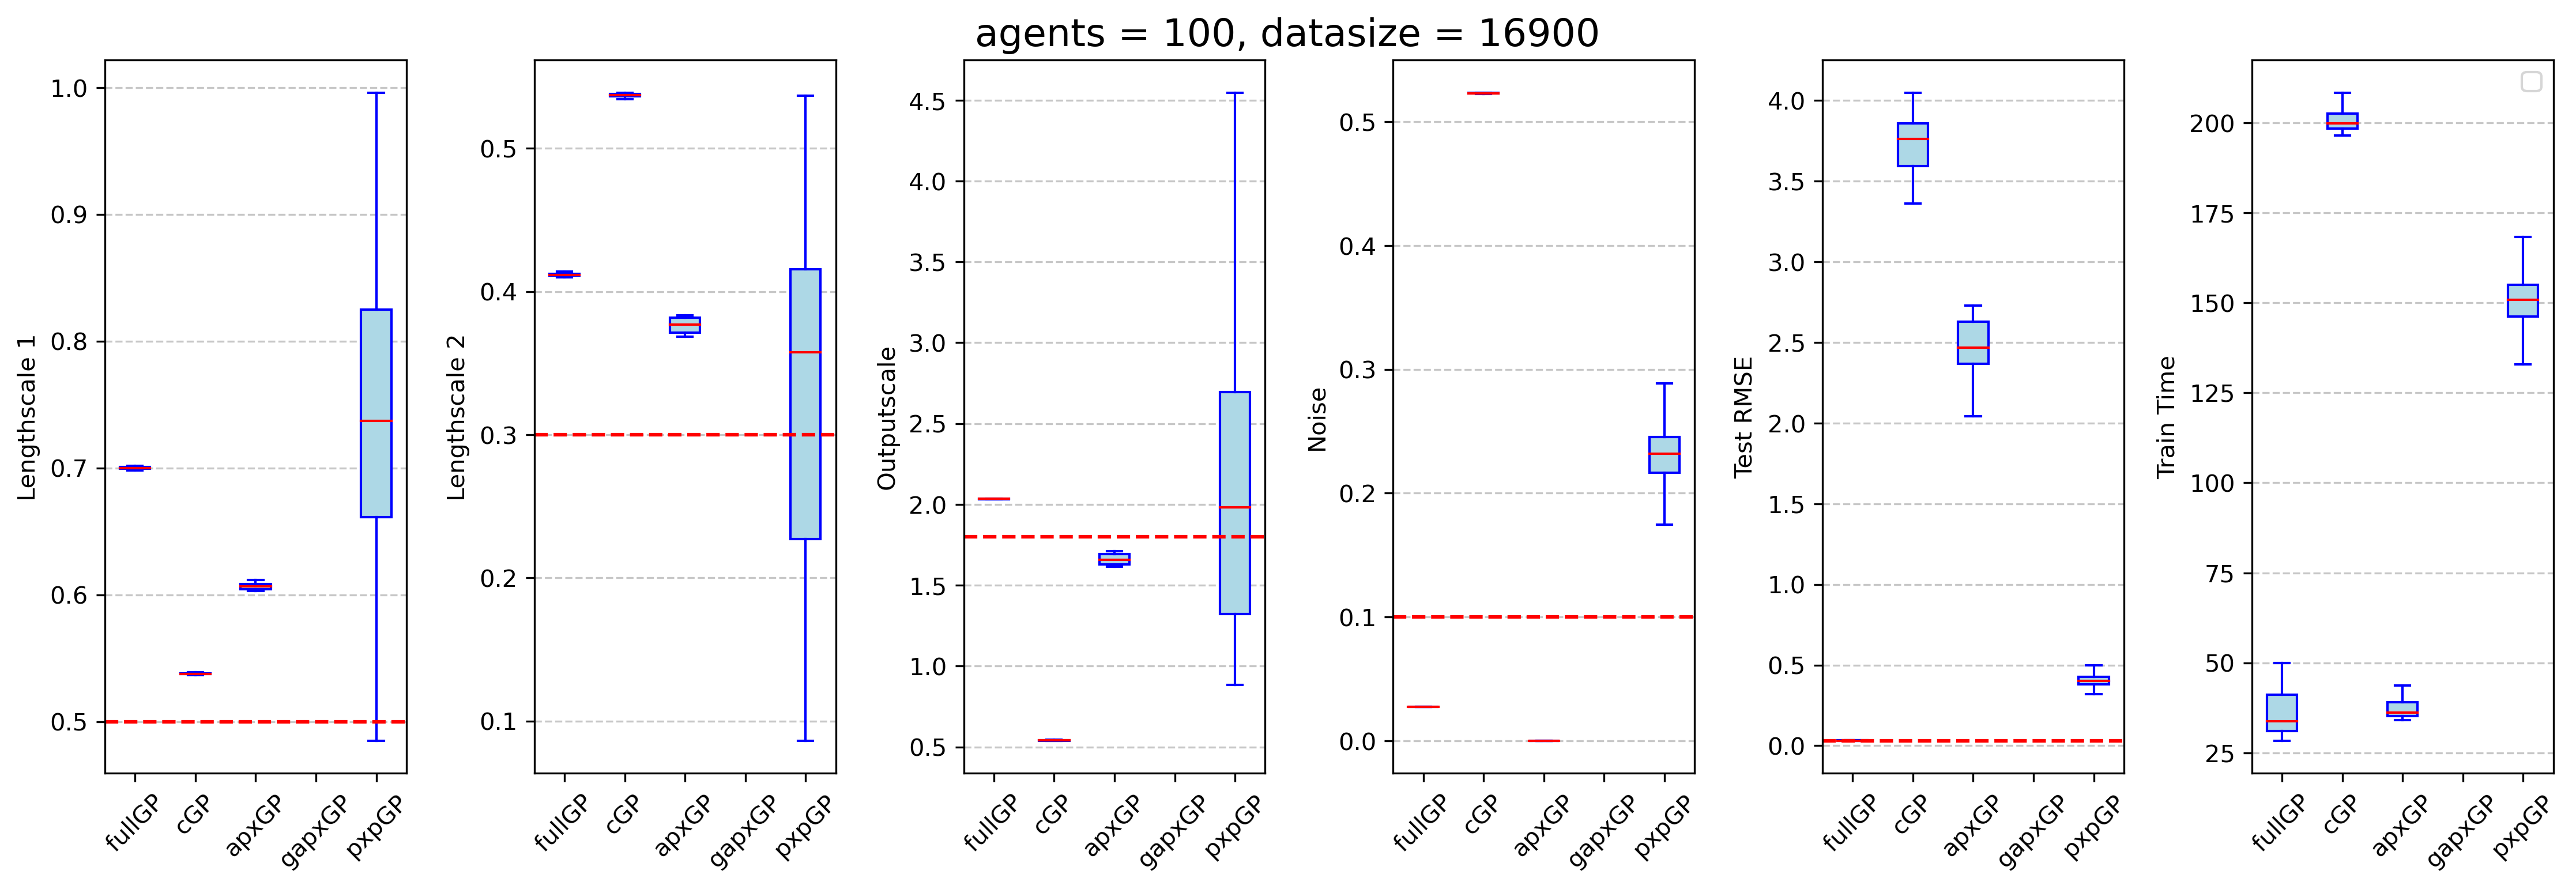 agents = 100, datasize = 16900
Lengthscale 1
1.0
0.9
0.8
0.7
0.6
0.5
fullGP
cGP
apxGP
gapxGP
pxpGP
Lengthscale 2
0.5
0.4
0.3
0.2
0.1
fullGP
cGP
apxGP
gapxGP
pxpGP
Outputscale
4.5
4.0
3.5
3.0
2.5
2.0
1.5
1.0
0.5
fullGP
cGP
apxGP
gapxGP
pxpGP
Noise
0.5
0.4
0.3
0.2
0.1
0.0
fullGP
cGP
apxGP
gapxGP
pxpGP
Test RMSE
4.0
3.5
3.0
2.5
2.0
1.5
1.0
0.5
0.0
fullGP
cGP
apxGP
gapxGP
pxpGP
Train Time
200
175
150
125
100
75
50
25
fullGP
cGP
apxGP
gapxGP
pxpGP